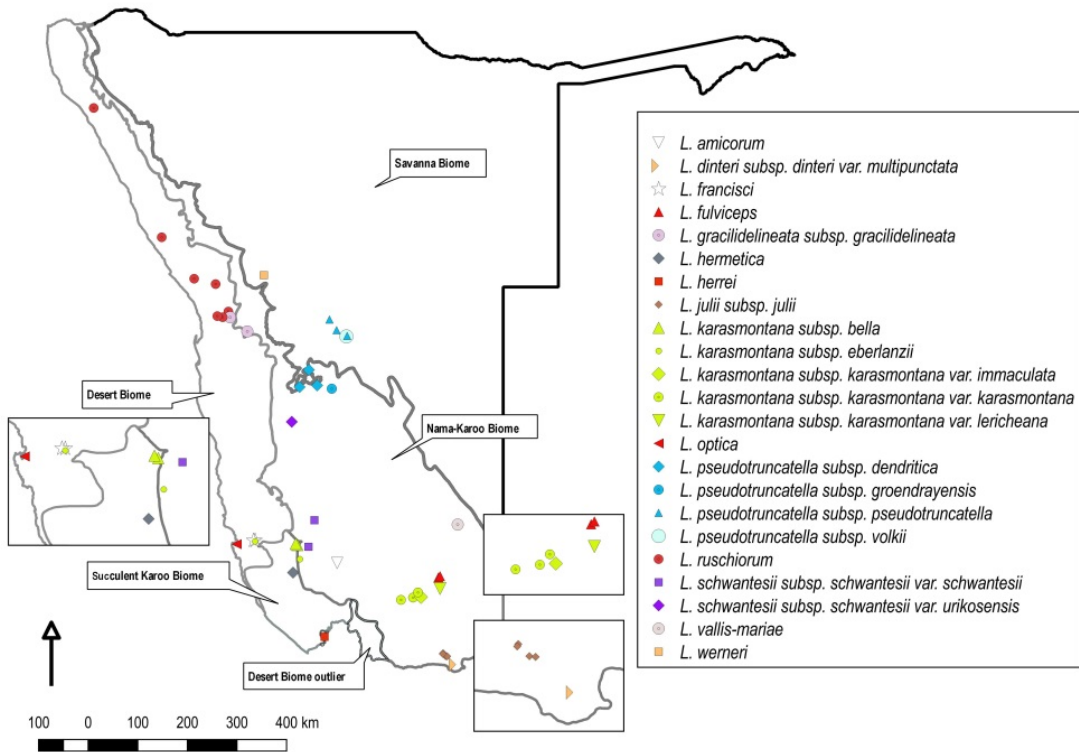 Savanna Biome
Desert Biome
Nama-Karoo Biome
Succulent Karoo Biome
Desert Biome outlier
100 0 100 200 300 400 km
L. amicorum
L. dinteri subsp. dinteri var. multipunctata
L. francisci
L. fulviceps
L. gracilidelineata subsp. gracilidelineata
L. hermetica
L. herrei
L. julii subsp. julii
L. karasmontana subsp. bella
L. karasmontana subsp. eberlanzii
L. karasmontana subsp. karasmontana var. immaculata
L. karasmontana subsp. karasmontana var. karasmontana
L. karasmontana subsp. karasmontana var. lericheana
L. optica
L. pseudotruncatella subsp. dendritica
L. pseudotruncatella subsp. groendrayensis
L. pseudotruncatella subsp. pseudotruncatella
L. pseudotruncatella subsp. volkii
L. ruschiorum
L. schwantesii subsp. schwantesii var. schwantesii
L. schwantesii subsp. schwantesii var. urikosensis
L. vallis-mariae
L. werneri